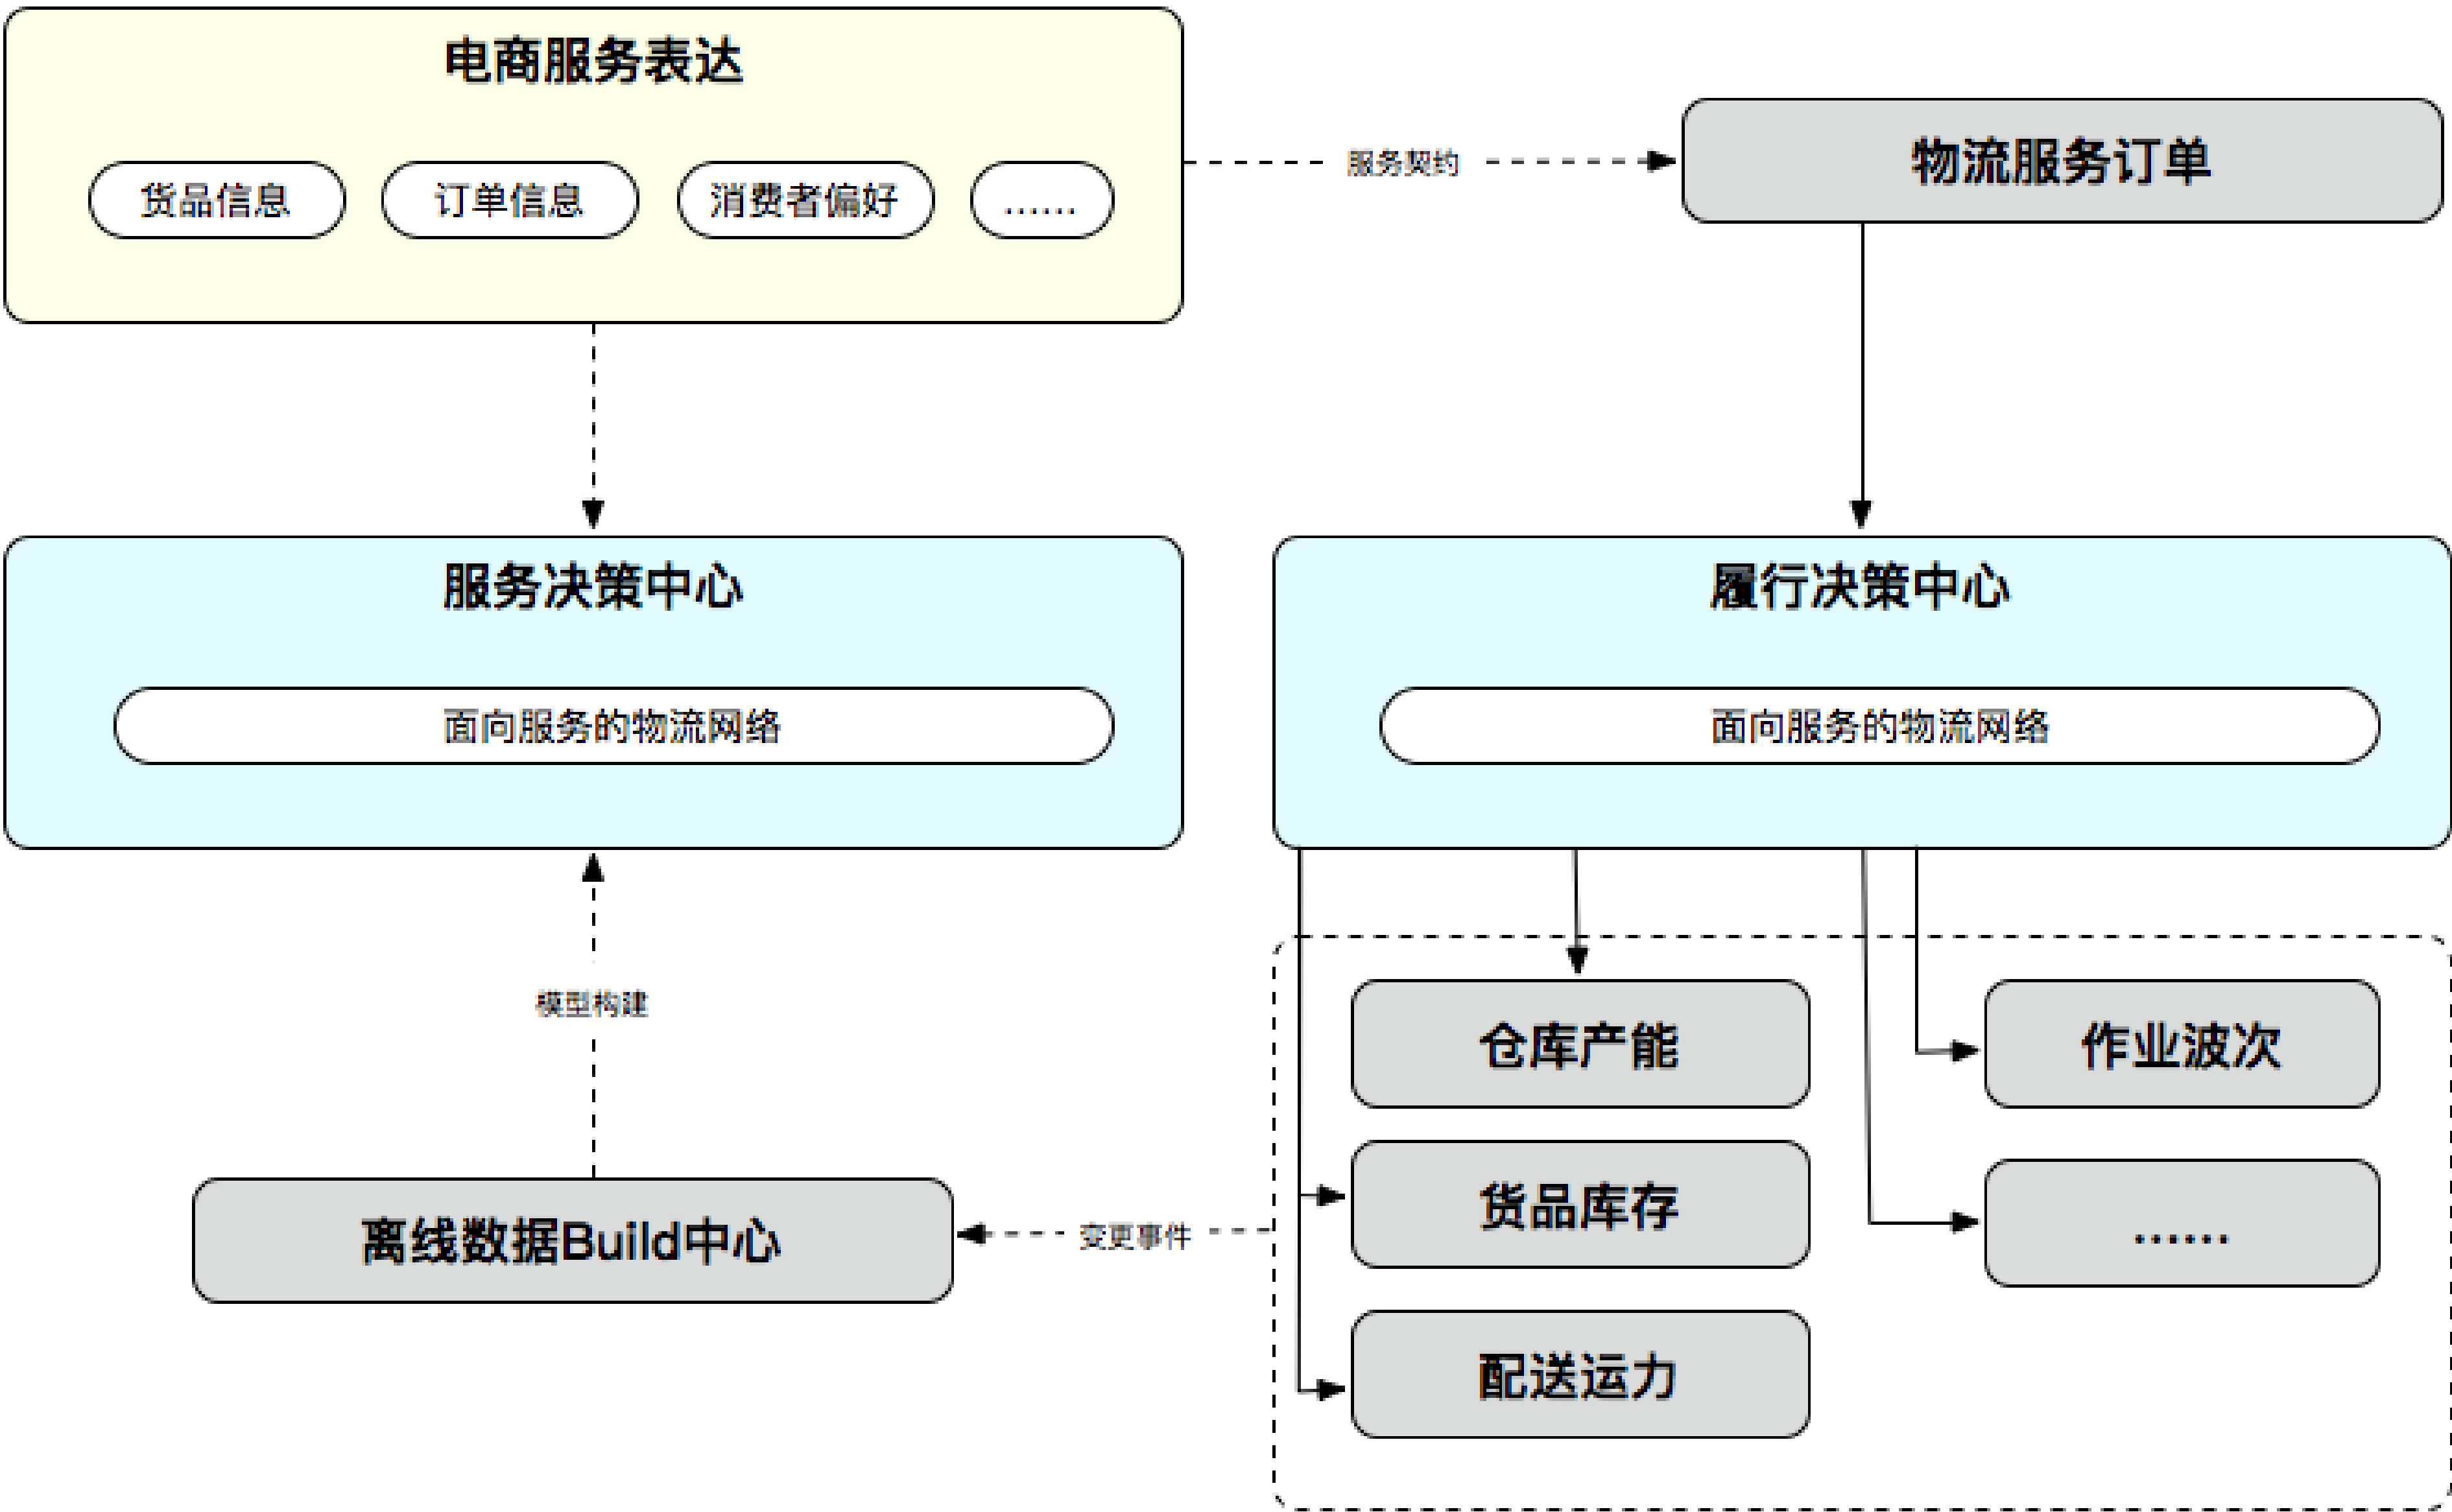 电商服务表达
货品信息
订单信息
消费者偏好
......
服务契约
物流服务订单
服务决策中心
面向服务的物流网络
履行决策中心
面向服务的物流网络
模型构建
离线数据Build中心
变更事件
仓库产能
作业波次
货品库存
......
配送运力